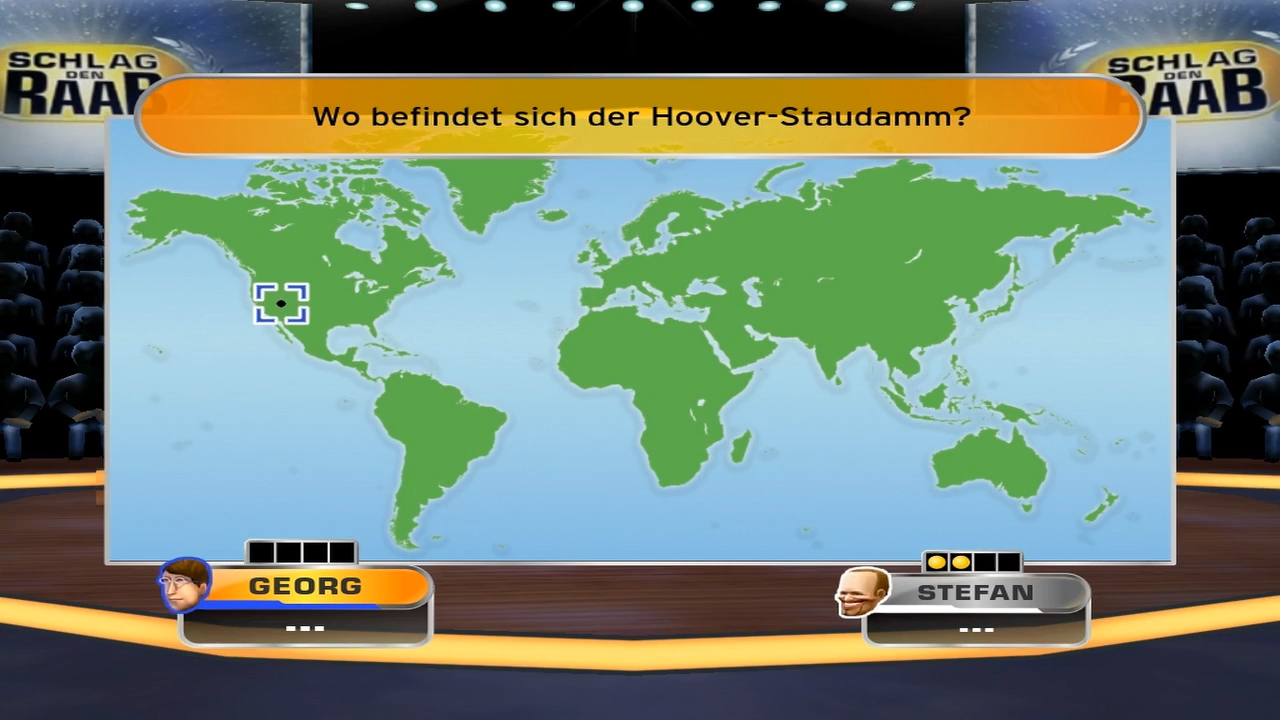 SCHLAG
DEN
RAAB
SCHLAG
DEN
RAAB
Wo befindet sich der Hoover-Staudamm?
GEORG
---
STEFAN
---